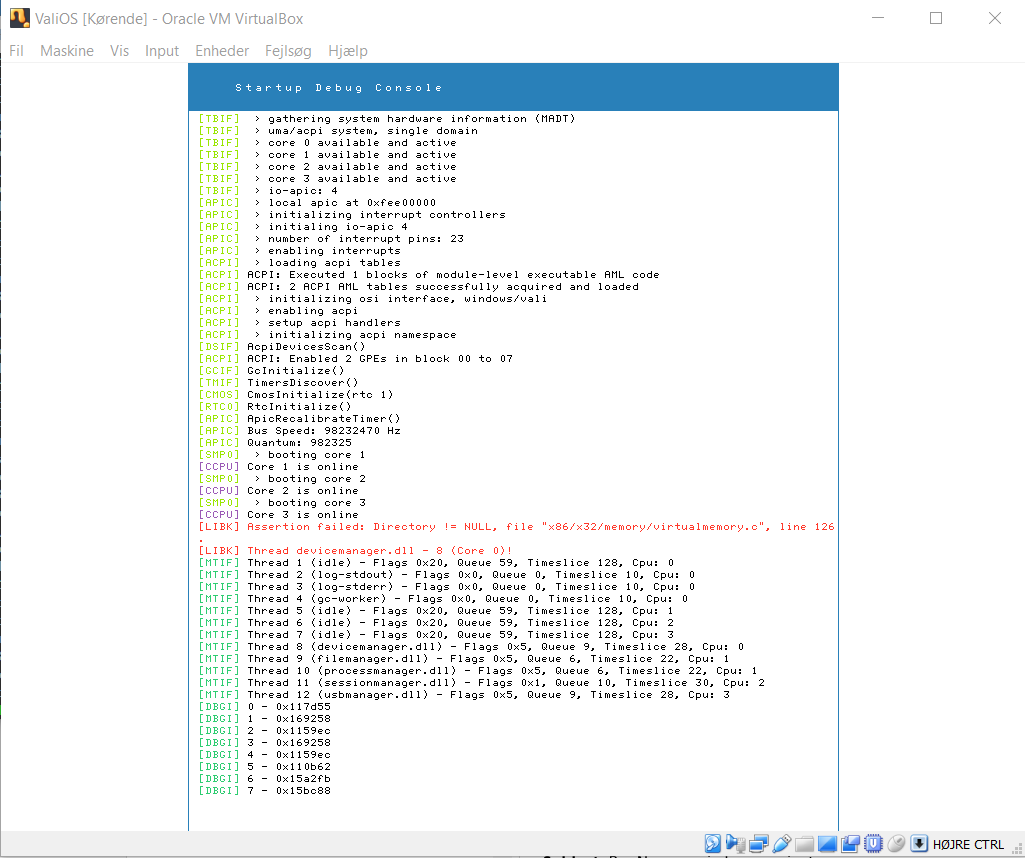 ValiOS [Kørende] - Oracle VM VirtualBox
Fil Maskine Vis Input Enheder Fejlsøg Hjælp
Startup Debug Console
[TBIF] > gathering system hardware information (MADT)
[TBIF] > uma/acpi system, single domain
[TBIF] > core 0 available and active
[TBIF] > core 1 available and active
[TBIF] > core 2 available and active
[TBIF] > core 3 available and active
[TBIF] > io-apic: 4
[APIC] > local apic at 0xfee00000
[APIC] > initializing interrupt controllers
[APIC] > initialing io-apic 4
[APIC] > number of interrupt pins: 23
[APIC] > enabling interrupts
[ACPI] > loading acpi tables
[ACPI] ACPI: Executed 1 blocks of module-level executable AML code
[ACPI] ACPI: 2 ACPI AML tables successfully acquired and loaded
[ACPI] > initializing osi interface, windows/vali
[ACPI] > enabling acpi
[ACPI] > setup acpi handlers
[ACPI] > initializing acpi namespace
[DSIF] AcpiDevicesScan()
[ACPI] ACPI: Enabled 2 GPEs in block 00 to 07
[GCIF] GcInitialize()
[TMIF] TimersDiscover()
[CMOS] CmosInitialize(rtc 1)
[RTC0] RtcInitialize()
[APIC] ApicRecalibrateTimer()
[APIC] Bus Speed: 98232470 Hz
[APIC] Quantum: 982325
[SMP0] > booting core 1
[CCPU] Core 1 is online
[SMP0] > booting core 2
[CCPU] Core 2 is online
[SMP0] > booting core 3
[CCPU] Core 3 is online
[LIBK] Assertion failed: Directory != NULL, file "x86/x32/memory/virtualmemory.c", line 126
.
[LIBK] Thread devicemanager.dll - 8 (Core 0)!
[MTIF] Thread 1 (idle) - Flags 0x20, Queue 59, Timeslice 128, Cpu: 0
[MTIF] Thread 2 (log-stdout) - Flags 0x0, Queue 0, Timeslice 10, Cpu: 0
[MTIF] Thread 3 (log-stderr) - Flags 0x0, Queue 0, Timeslice 10, Cpu: 0
[MTIF] Thread 4 (gc-worker) - Flags 0x0, Queue 0, Timeslice 10, Cpu: 0
[MTIF] Thread 5 (idle) - Flags 0x20, Queue 59, Timeslice 128, Cpu: 1
[MTIF] Thread 6 (idle) - Flags 0x20, Queue 59, Timeslice 128, Cpu: 2
[MTIF] Thread 7 (idle) - Flags 0x20, Queue 59, Timeslice 128, Cpu: 3
[MTIF] Thread 8 (devicemanager.dll) - Flags 0x5, Queue 9, Timeslice 28, Cpu: 0
[MTIF] Thread 9 (filemanager.dll) - Flags 0x5, Queue 6, Timeslice 22, Cpu: 1
[MTIF] Thread 10 (processmanager.dll) - Flags 0x5, Queue 6, Timeslice 22, Cpu: 1
[MTIF] Thread 11 (sessionmanager.dll) - Flags 0x1, Queue 10, Timeslice 30, Cpu: 2
[MTIF] Thread 12 (usbmanager.dll) - Flags 0x5, Queue 9, Timeslice 28, Cpu: 3
[DBGI] 0 - 0x117d55
[DBGI] 1 - 0x169258
[DBGI] 2 - 0x1159ec
[DBGI] 3 - 0x169258
[DBGI] 4 - 0x1159ec
[DBGI] 5 - 0x110b62
[DBGI] 6 - 0x15a2fb
[DBGI] 7 - 0x15bc88
HØJRE CTRL